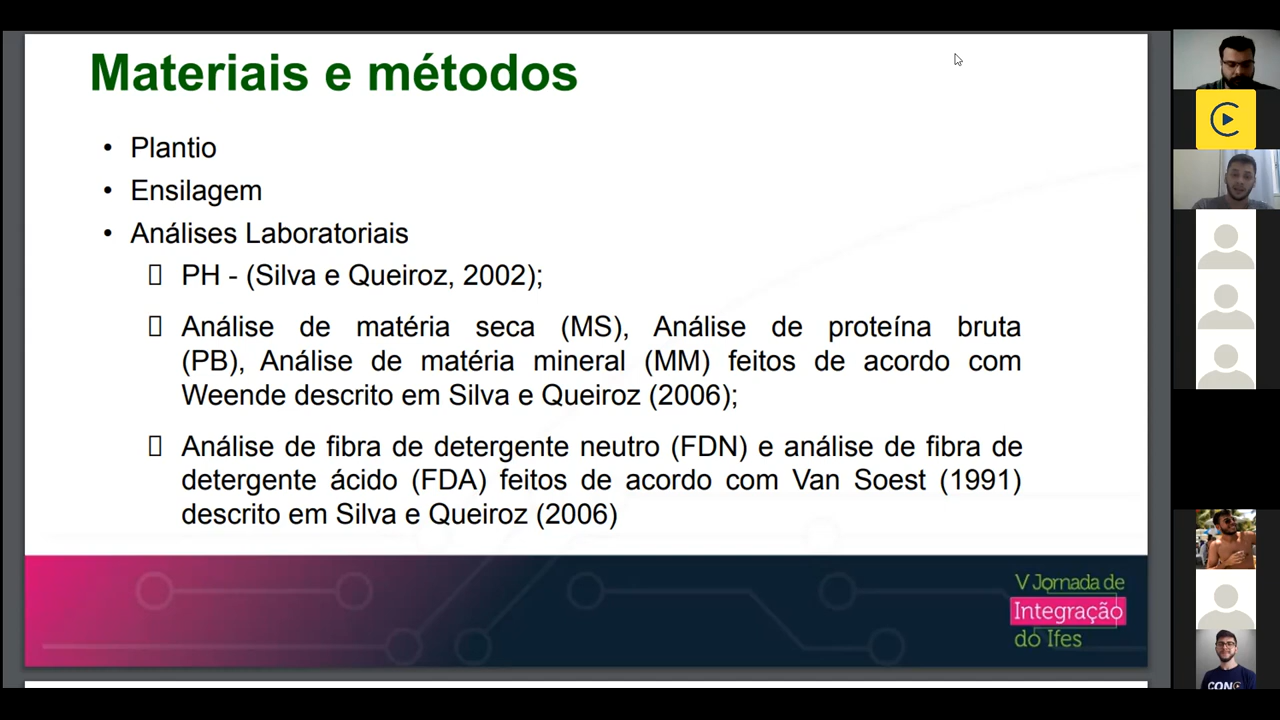 Materiais e métodos
• Plantio
• Ensilagem
• Análises Laboratoriais
PH - (Silva e Queiroz, 2002);
Análise de matéria seca (MS), Análise de proteína bruta
(PB), Análise de matéria mineral (MM) feitos de acordo com
Weende descrito em Silva e Queiroz (2006);
Análise de fibra de detergente neutro (FDN) e análise de fibra de
detergente ácido (FDA) feitos de acordo com Van Soest (1991)
descrito em Silva e Queiroz (2006)
V Jornada de
Integração
do Ifes